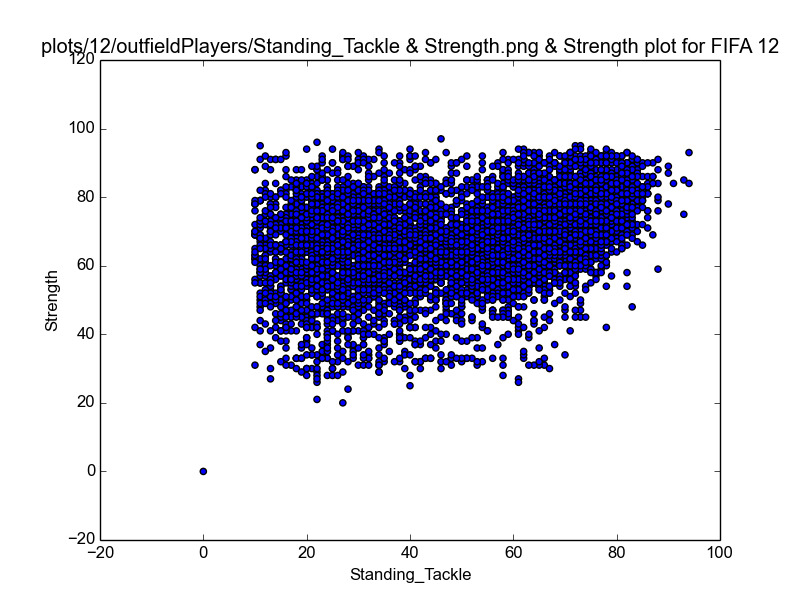 plots/12/outfieldPlayers/Standing_Tackle & Strength.png & Strength plot for FIFA 12
120
100
80
60
40
20
0
−20
−20 0 20 40 60 80 100
Strength
Standing_Tackle